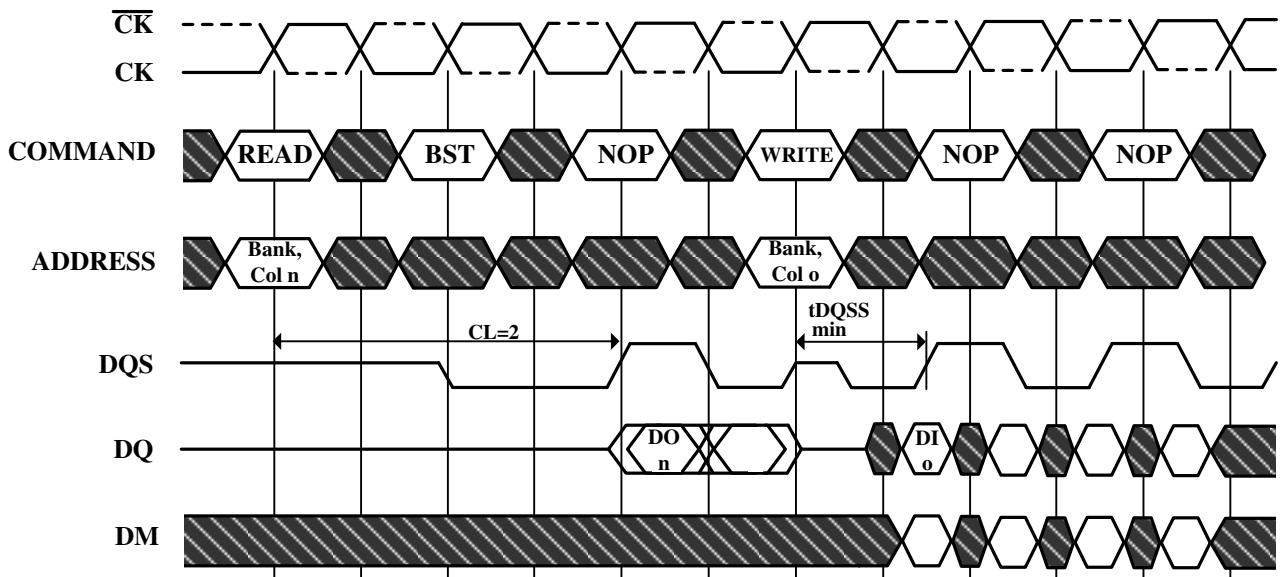 CK
CK
COMMAND
READ
BST
NOP
WRITE
NOP
NOP
ADDRESS
Bank,
Col n
Bank,
Col o
CL=2
tDQSS
min
DQS
DQ
DO
n
DI
o
DM